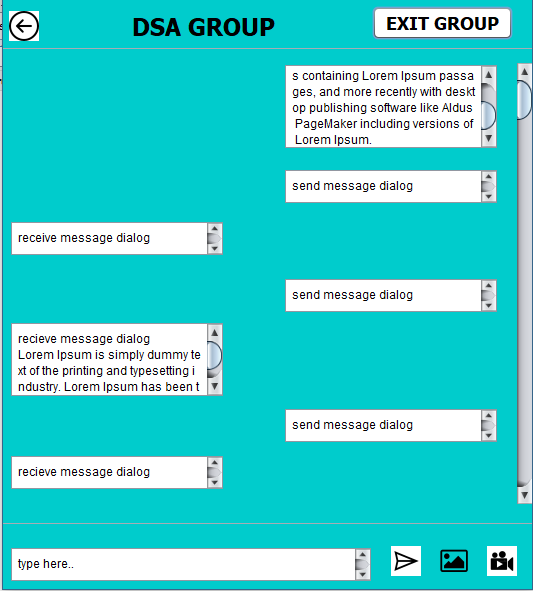 DSA GROUP
EXIT GROUP
s containing Lorem Ipsum passa
ges, and more recently with deskt
op publishing software like Aldus
PageMaker including versions of
Lorem Ipsum.
send message dialog
receive message dialog
send message dialog
recieve message dialog
Lorem Ipsum is simply dummy te
xt of the printing and typesetting i
ndustry. Lorem Ipsum has been t
send message dialog
recieve message dialog
type here..